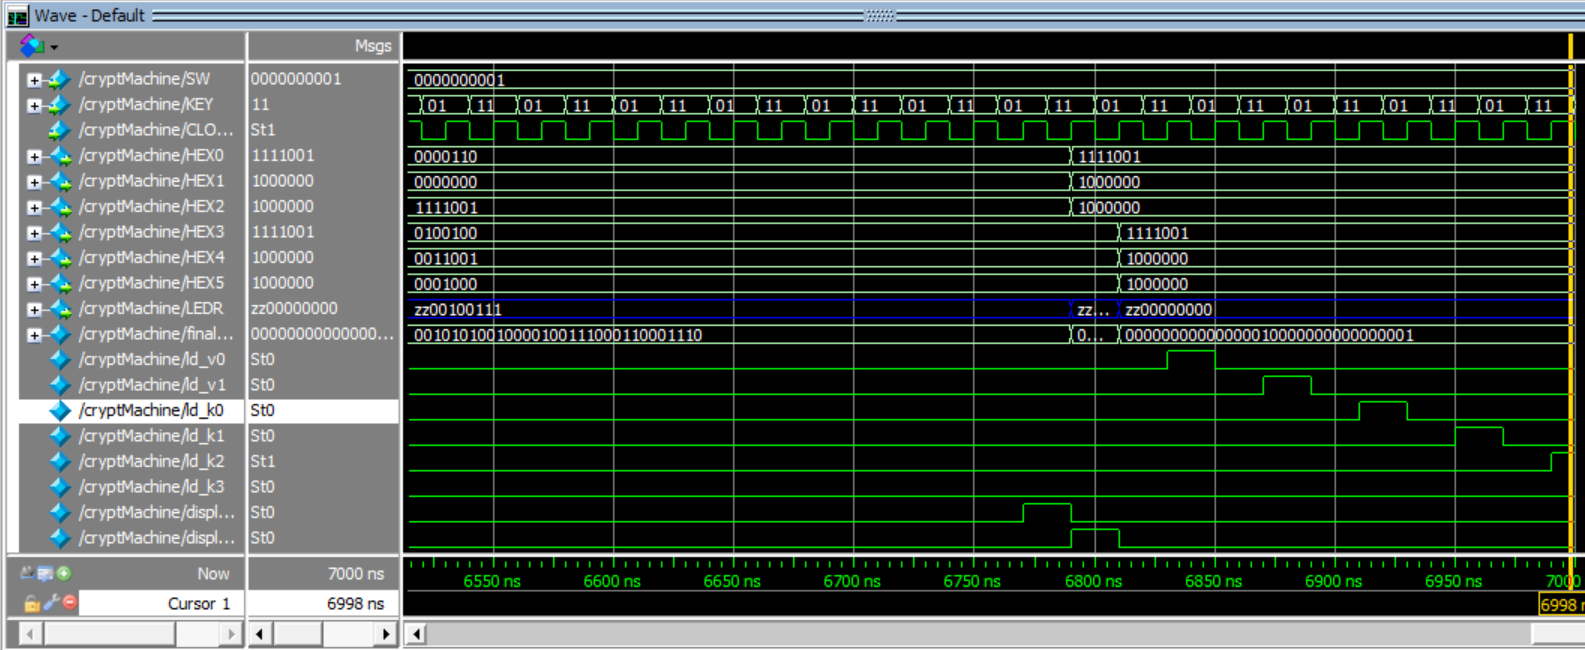 Wave - Default
Msgs
/cryptMachine/SW 0000000001 0000000001
/cryptMachine/KEY 11 01 11 01 11 01 11 01 11 01 11 01 11 01 11 01 11 01 11 01 11 01 11 01 11
/cryptMachine/CLO... St1
/cryptMachine/HEX0 1111001 0000110 1111001
/cryptMachine/HEX1 1000000 0000000 1000000
/cryptMachine/HEX2 1000000 1111001 1000000
/cryptMachine/HEX3 1111001 0100100 1111001
/cryptMachine/HEX4 1000000 0011001 1000000
/cryptMachine/HEX5 1000000 0001000 1000000
/cryptMachine/LEDR zz00000000 zz00100111 zz... zz00000000
/cryptMachine/final... 00000000000000... 00101010010000100111000110001110 0... 00000000000000010000000000000001
/cryptMachine/ld_v0 St0
/cryptMachine/ld_v1 St0
/cryptMachine/ld_k0 St0
/cryptMachine/ld_k1 St0
/cryptMachine/ld_k2 St1
/cryptMachine/ld_k3 St0
/cryptMachine/displ... St0
/cryptMachine/displ... St0
Now 7000 ns 6550 ns 6600 ns 6650 ns 6700 ns 6750 ns 6800 ns 6850 ns 6900 ns 6950 ns 7000
Cursor 1 6998 ns 6998 n